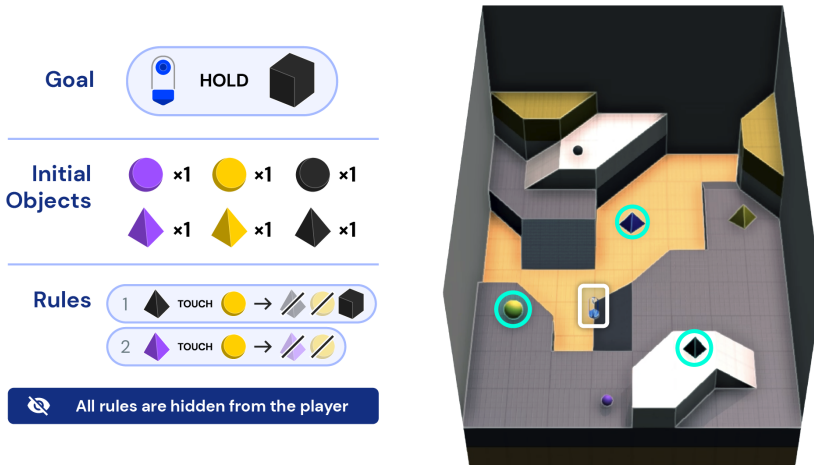 Goal
HOLD
Initial
Objects
×1 ×1 ×1
×1 ×1 ×1
Rules
1 TOUCH →
2 TOUCH →
All rules are hidden from the player